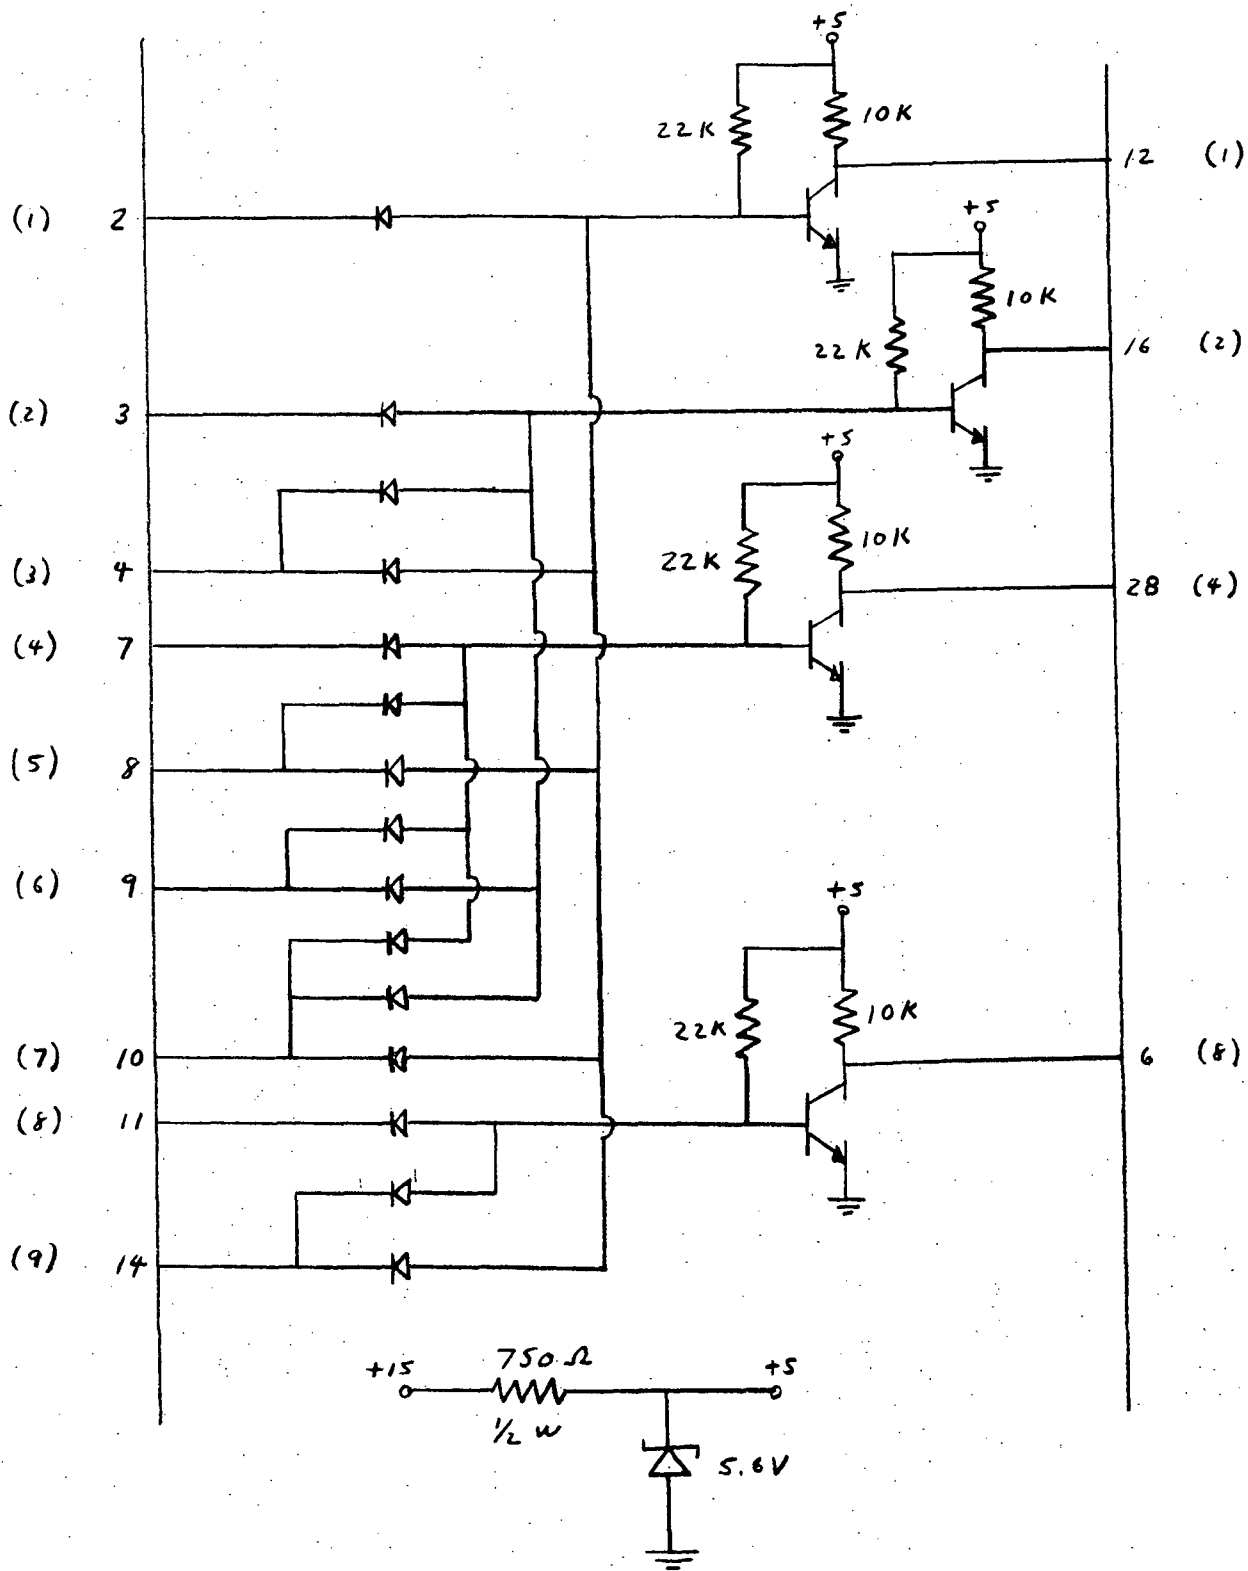 +5
22K 10K
12 (1)
(1) 2
+5
10K
22K
16 (2)
(2) 3
+5
10K
22K
(3) 4
28 (4)
(4) 7
(5) 8
(6) 9
+5
10K
22K
(7) 10
6 (8)
(8) 11
(9) 14
+15 750 Ω +5
1/2 W
5.6V